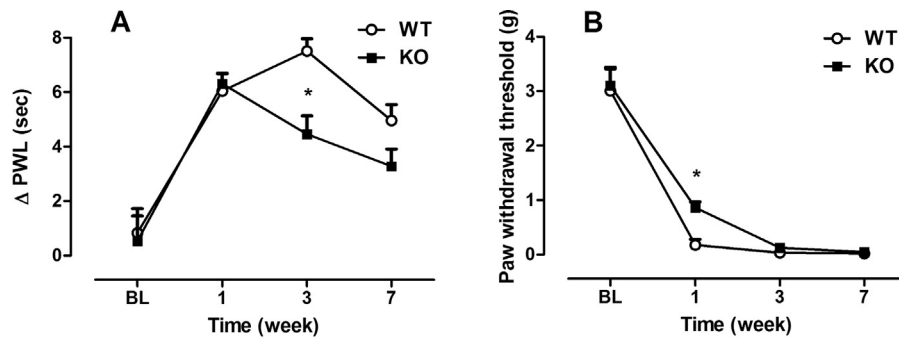 A
WT
KO
8
6
4
2
0
*
Δ PWL (sec)
BL 1 3 7
Time (week)
B
WT
KO
4
3
2
1
0
*
Paw withdrawal threshold (g)
BL 1 3 7
Time (week)